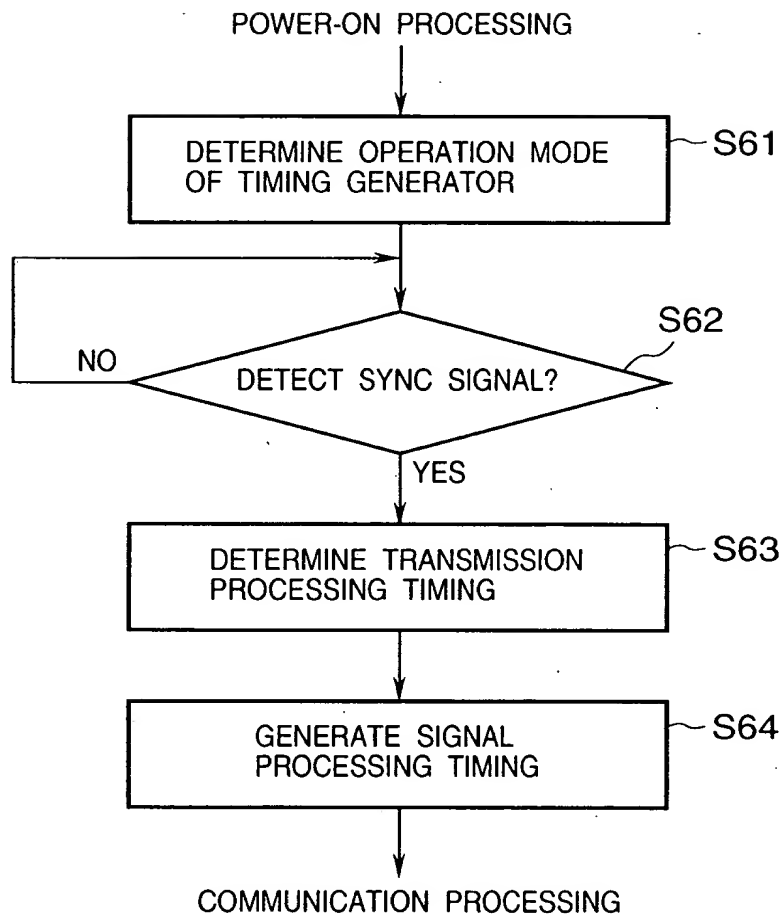 POWER-ON PROCESSING
DETERMINE OPERATION MODE
OF TIMING GENERATOR
S61
S62
NO
DETECT SYNC SIGNAL?
YES
DETERMINE TRANSMISSION
PROCESSING TIMING
S63
GENERATE SIGNAL
PROCESSING TIMING
S64
COMMUNICATION PROCESSING